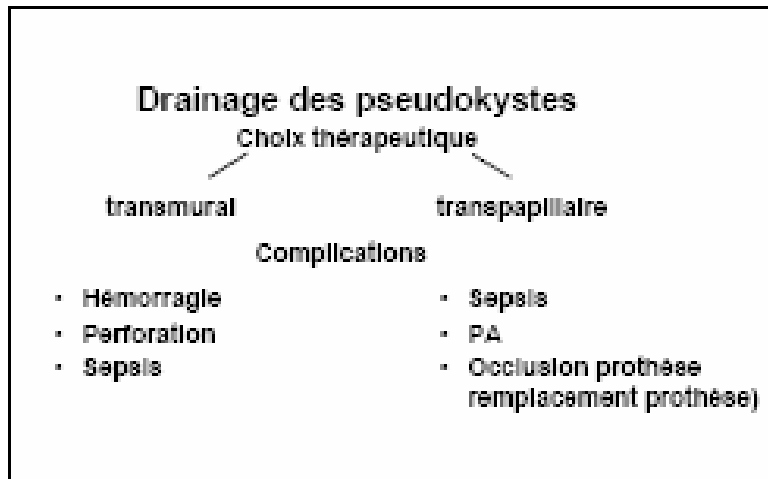 Drainage des pseudokystes
Choix thérapeutique
transmural
transpapillaire
Complications
• Hémorragie
• Perforation
• Sepsis
• Sepsis
• PA
• Occlusion prothèse
remplacement prothèse)